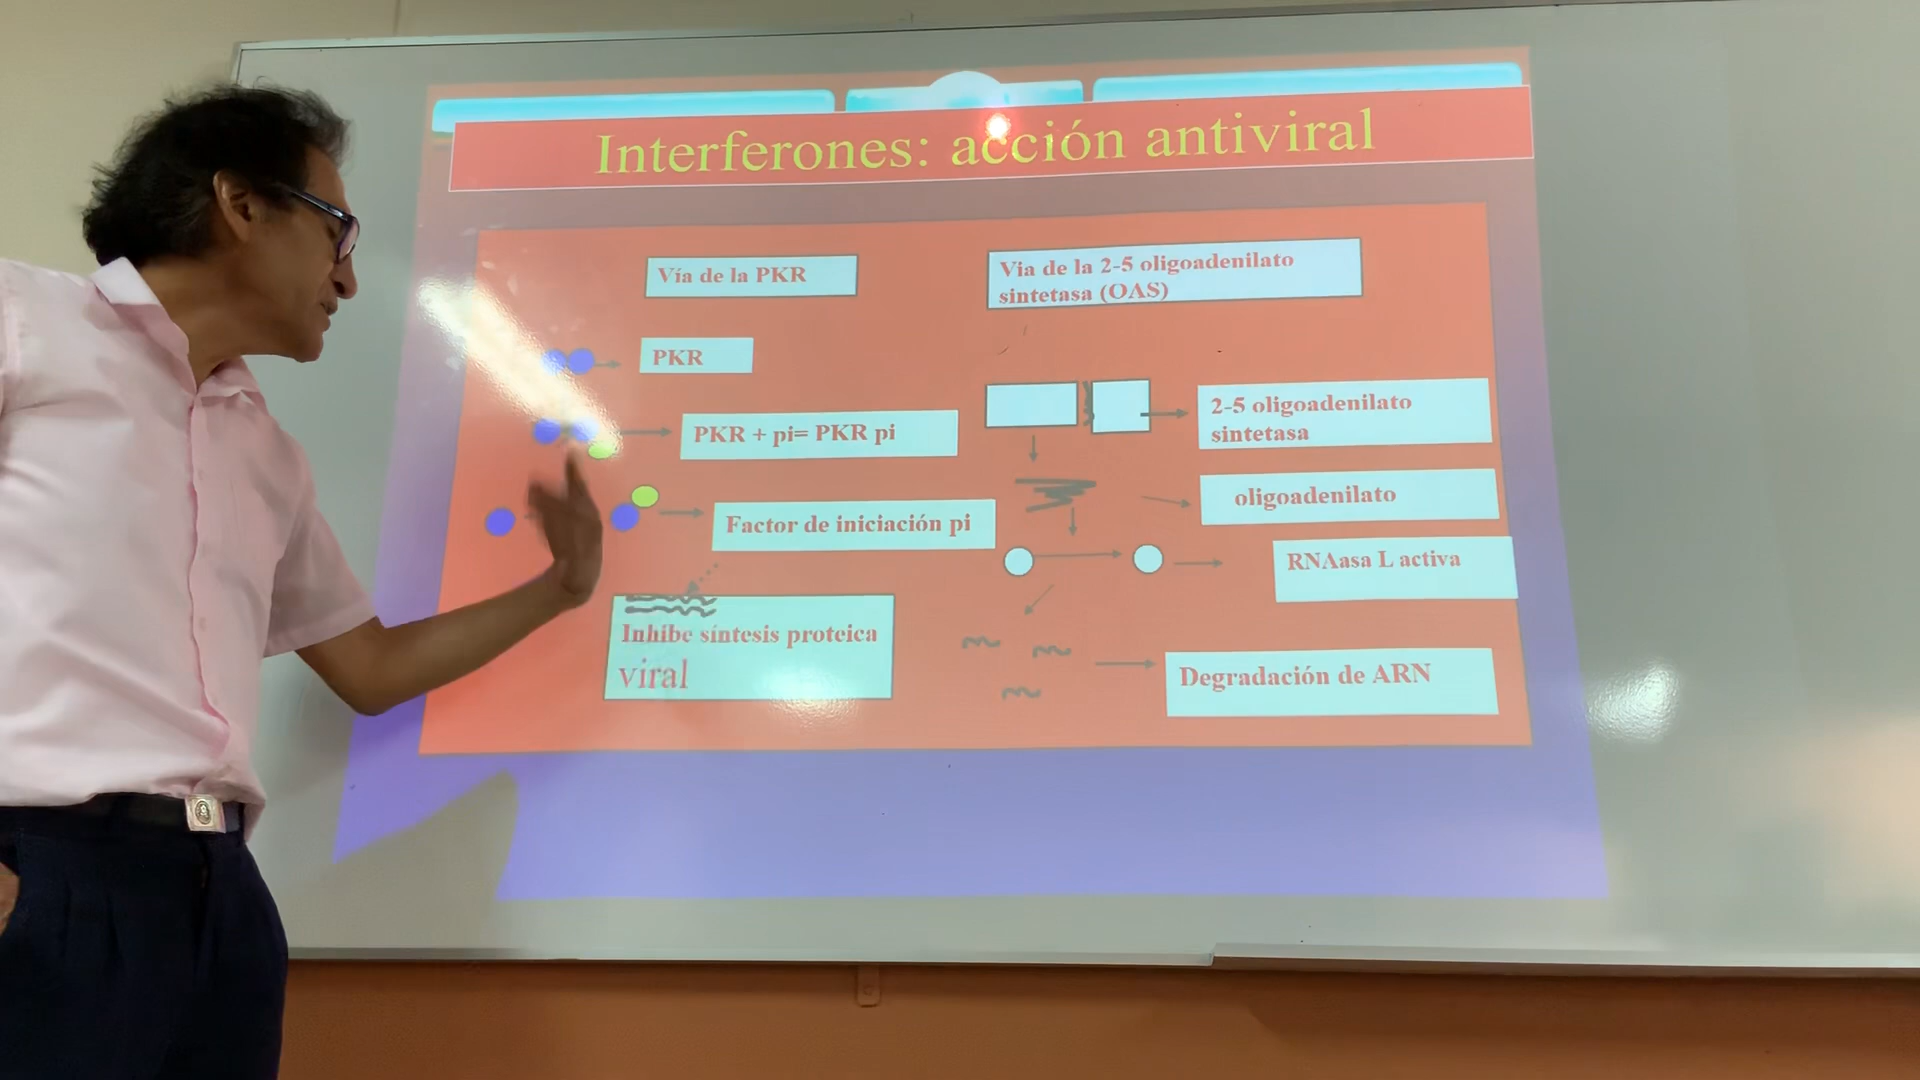 Interferones: acción antiviral
Vía de la PKR
PKR
PKR + pi= PKR pi
Factor de iniciación pi
Inhibe síntesis proteica
viral
Via de la 2-5 oligoadenilato
sintetasa (OAS)
2-5 oligoadenilato
sintetasa
oligoadenilato
RNAasa L activa
Degradación de ARN